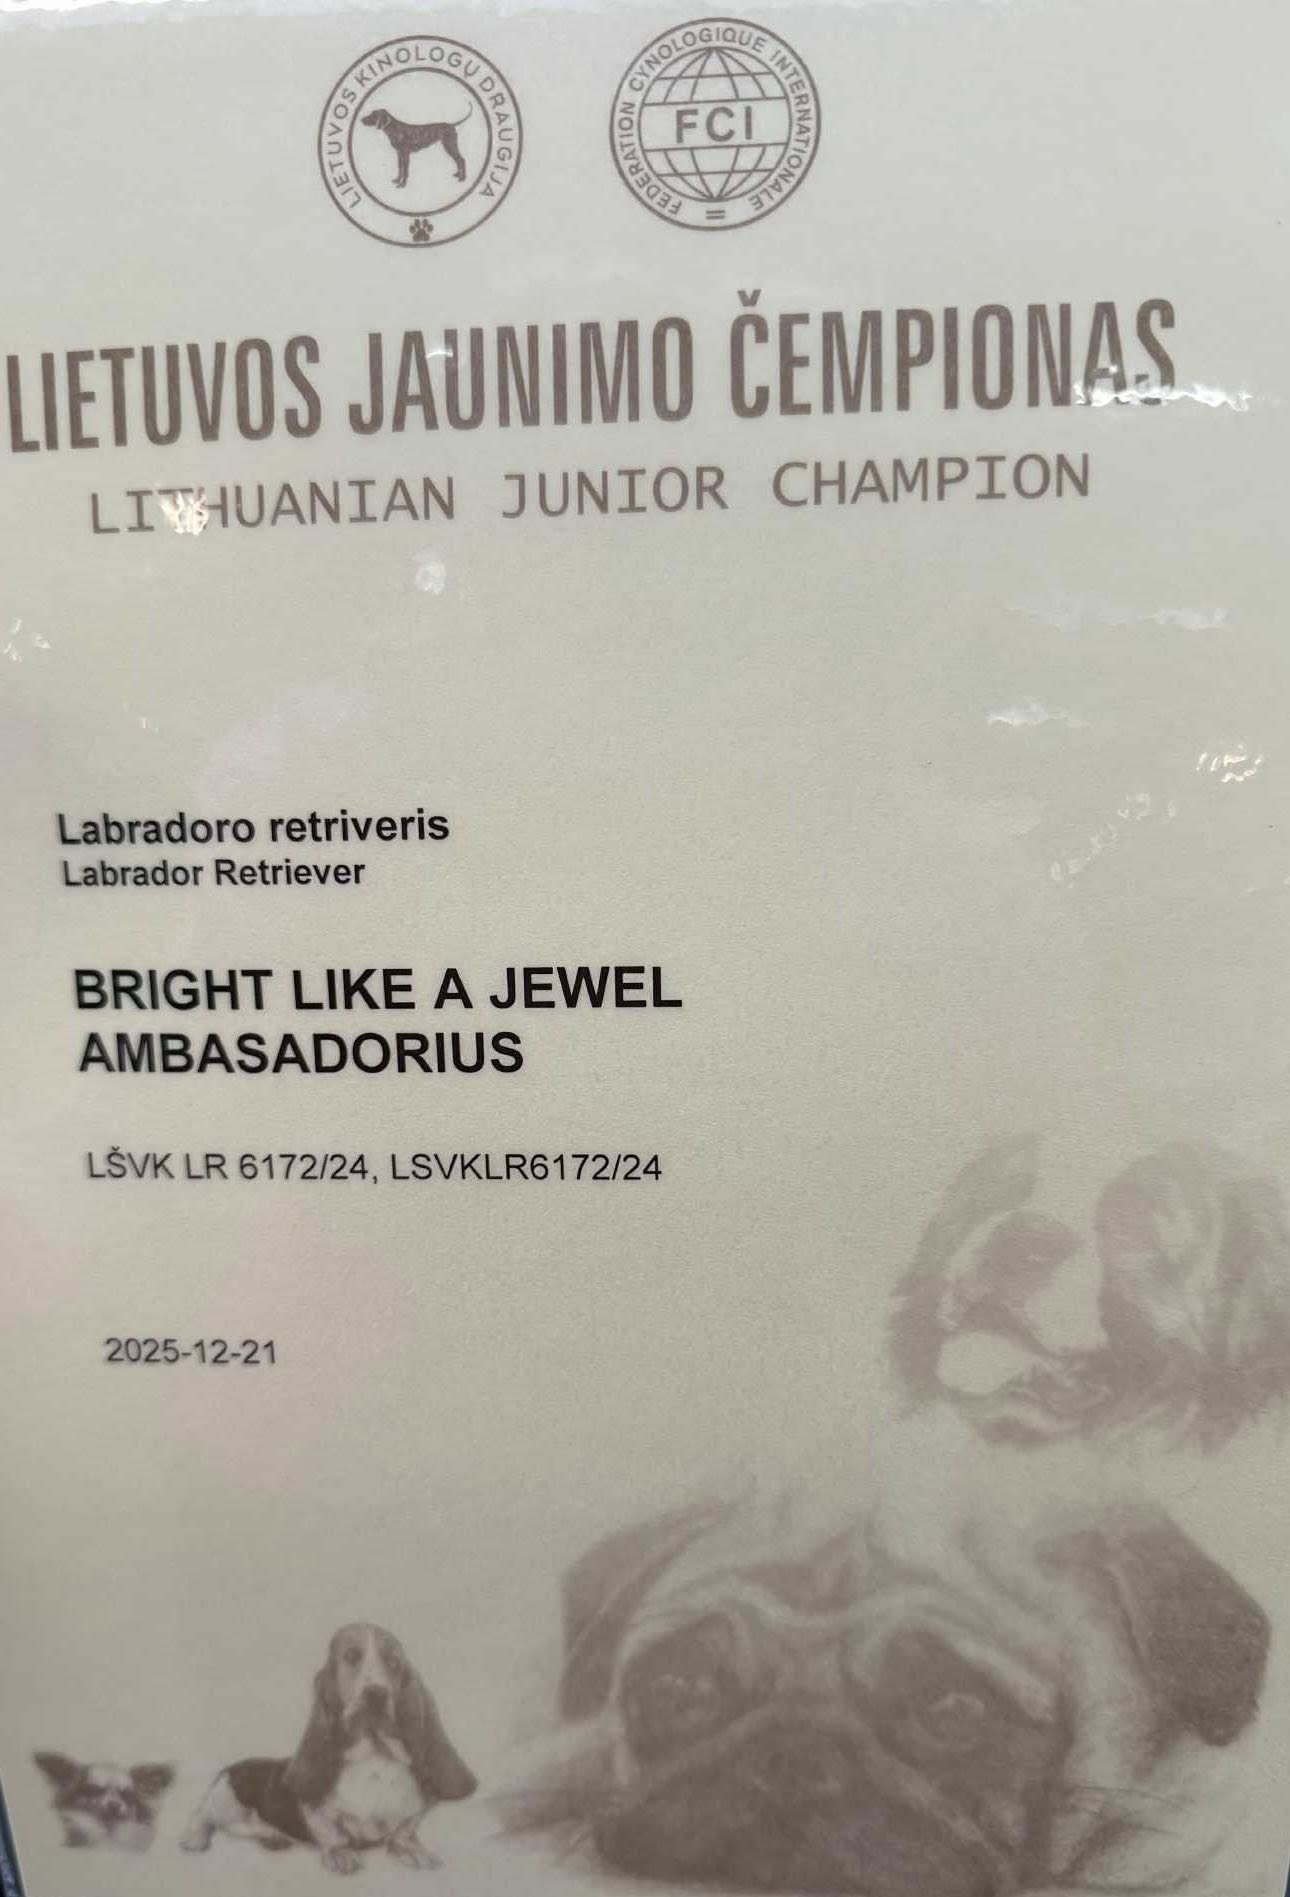 LIETUVOS KINOLOGŲ DRAUGIJA
FEDERATION CYNOLOGIQUE INTERNATIONALE
FCI
LIETUVOS JAUNIMO ČEMPIONAS
LITHUANIAN JUNIOR CHAMPION
Labradoro retriveris
Labrador Retriever
BRIGHT LIKE A JEWEL
AMBASADORIUS
LŠVK LR 6172/24, LSVKLR6172/24
2025-12-21